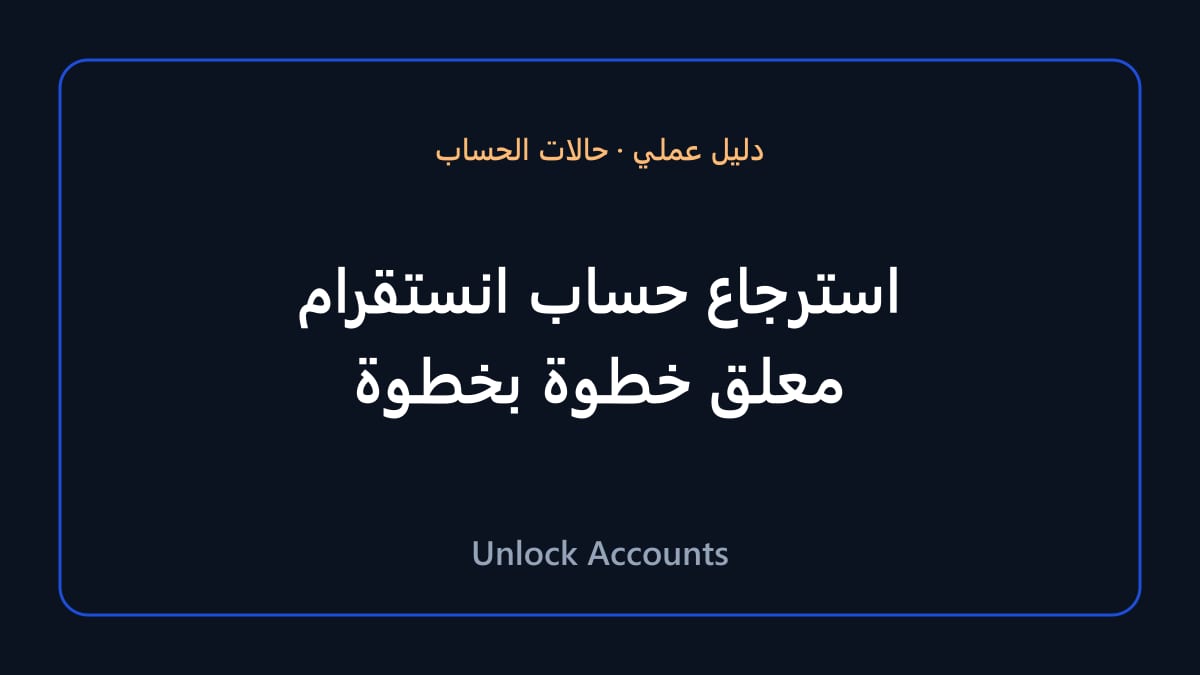 دليل عملي · حالات الحساب
استرجاع حساب انستقرام
معلق خطوة بخطوة
Unlock Accounts